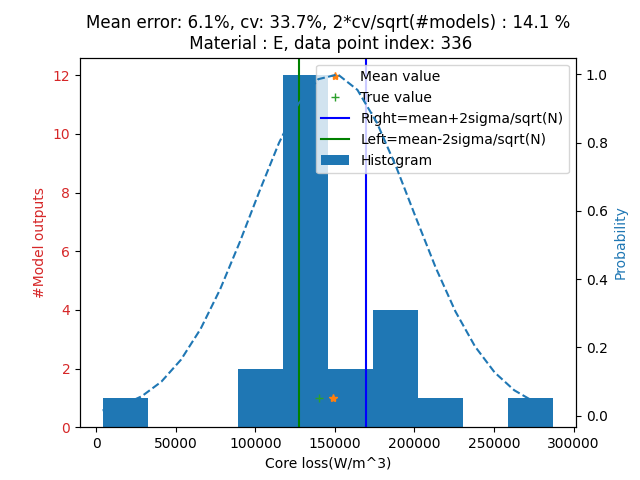 Mean error: 6.1%, cv: 33.7%, 2*cv/sqrt(#models) : 14.1 %
Material : E, data point index: 336
Mean value
True value
Right=mean+2sigma/sqrt(N)
Left=mean-2sigma/sqrt(N)
Histogram
#Model outputs
12
10
8
6
4
2
0
1.0
0.8
0.6
0.4
0.2
0.0
Probability
0 50000 100000 150000 200000 250000 300000
Core loss(W/m^3)